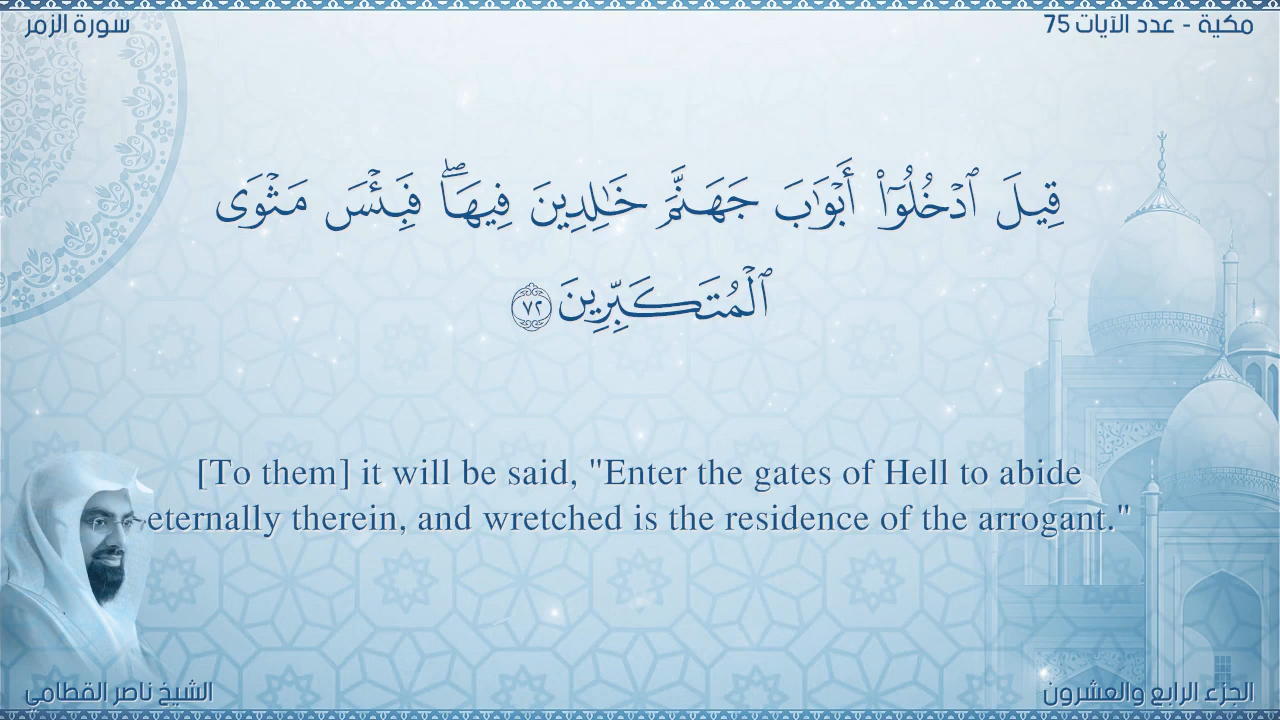 مكية - عدد الآيات 75
سورة الزمر
قِيلَ ٱدۡخُلُوٓاْ أَبۡوَٰبَ جَهَنَّمَ خَٰلِدِينَ فِيهَاۖ فَبِئۡسَ مَثۡوَى
ٱلۡمُتَكَبِّرِينَ ٧٢
[To them] it will be said, "Enter the gates of Hell to abide
eternally therein, and wretched is the residence of the arrogant."
الجزء الرابع والعشرون
الشيخ ناصر القطامي